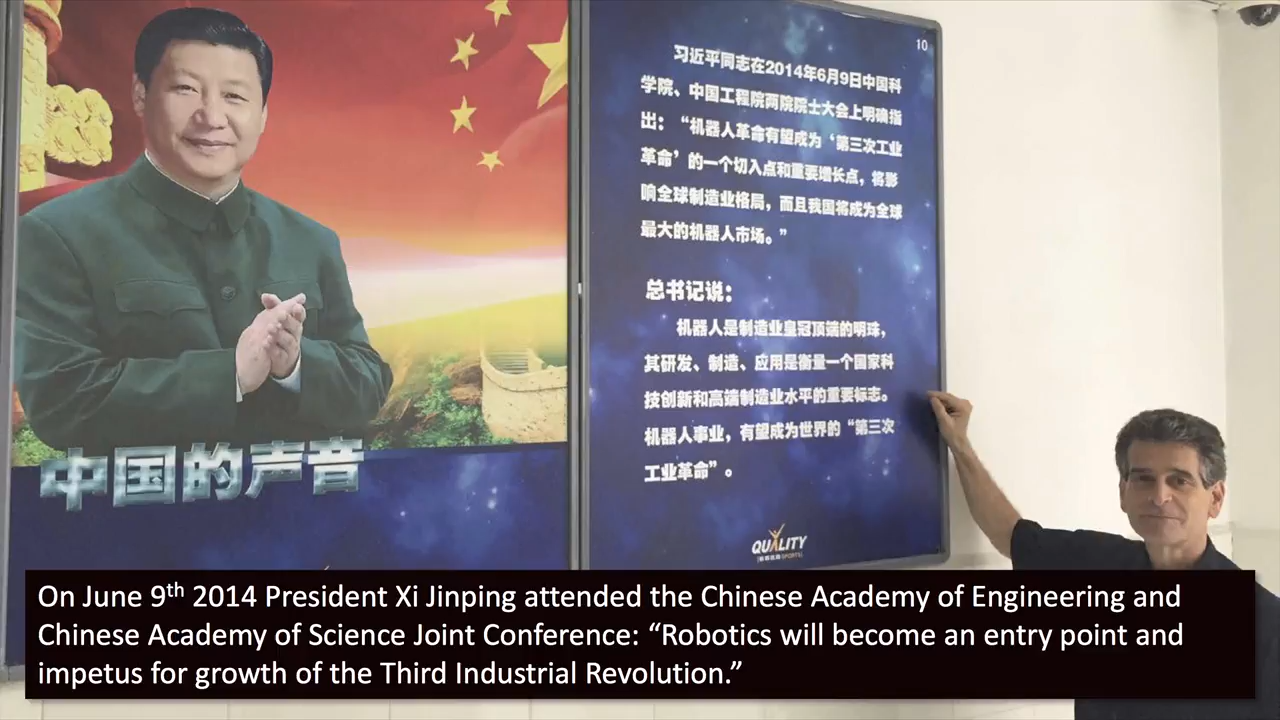 10
习近平同志在2014年6月9日中国科
学院、中国工程院两院院士大会上明确指
出：“机器人革命有望成为‘第三次工业
革命’的一个切入点和重要增长点，将影
响全球制造业格局，而且我国将成为全球
最大的机器人市场。”
总书记说：
机器人是制造业皇冠顶端的明珠，
其研发、制造、应用是衡量一个国家科
技创新和高端制造业水平的重要标志。
机器人事业，有望成为世界的“第三次
工业革命”。
中国的声音
QUALITY
SPORTS
On June 9th 2014 President Xi Jinping attended the Chinese Academy of Engineering and
Chinese Academy of Science Joint Conference: “Robotics will become an entry point and
impetus for growth of the Third Industrial Revolution.”